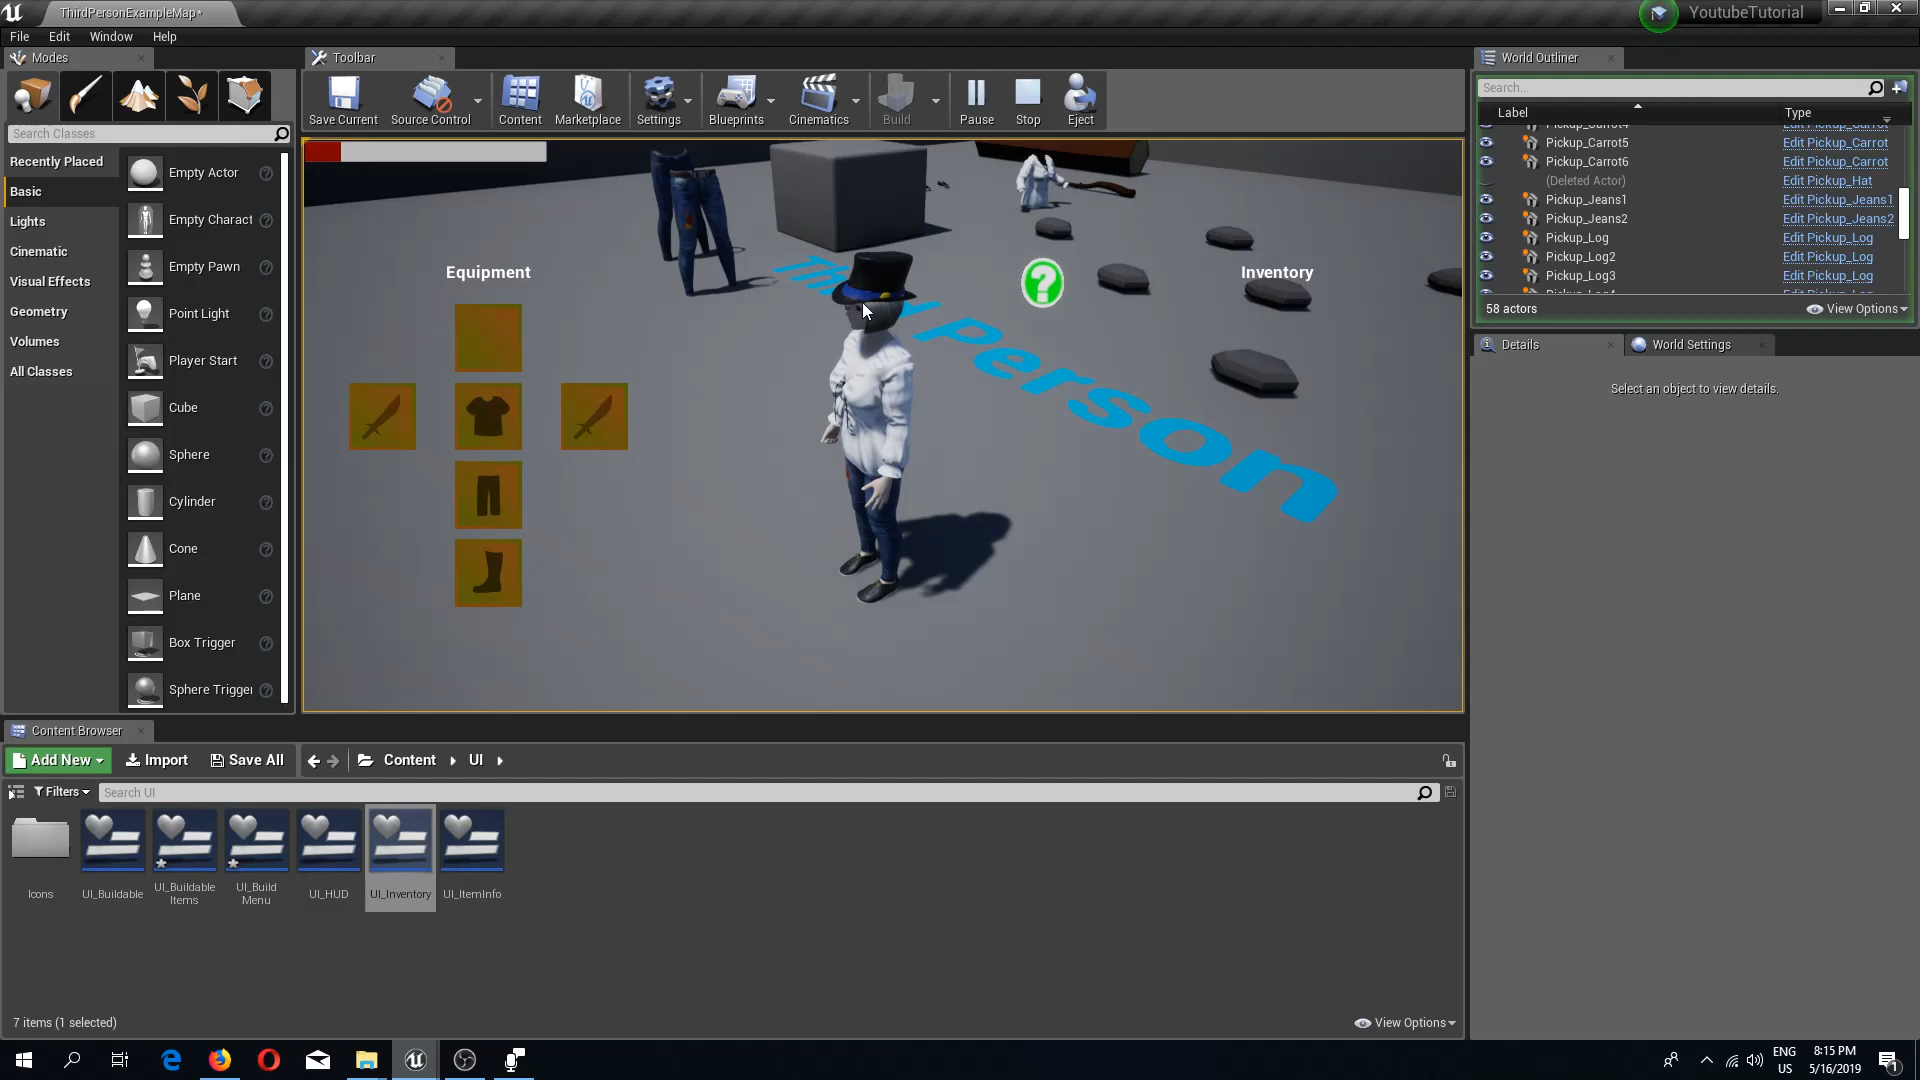 ThirdPersonExampleMap*
YoutubeTutorial
File Edit Window Help
Modes
Toolbar
World Outliner
Save Current
Source Control
Content
Marketplace
Settings
Blueprints
Cinematics
Build
Pause
Stop
Eject
Search Classes
Recently Placed
Basic
Lights
Cinematic
Visual Effects
Geometry
Volumes
All Classes
Empty Actor
Empty Charact
Empty Pawn
Point Light
Player Start
Cube
Sphere
Cylinder
Cone
Plane
Box Trigger
Sphere Trigger
Equipment
Inventory
Third Person
?
Search...
Label Type
Pickup_Carrot4 Edit Pickup_Carrot
Pickup_Carrot5 Edit Pickup_Carrot
Pickup_Carrot6 Edit Pickup_Carrot
(Deleted Actor) Edit Pickup_Hat
Pickup_Jeans1 Edit Pickup_Jeans1
Pickup_Jeans2 Edit Pickup_Jeans2
Pickup_Log Edit Pickup_Log
Pickup_Log2 Edit Pickup_Log
Pickup_Log3 Edit Pickup_Log
58 actors
View Options
Details
World Settings
Select an object to view details.
Content Browser
Add New
Import
Save All
Content
UI
Filters
Search UI
Icons
UI_Buildable
UI_Buildable
Items
UI_Build
Menu
UI_HUD
UI_Inventory
UI_ItemInfo
7 items (1 selected)
View Options
ENG
US
8:15 PM
5/16/2019
1